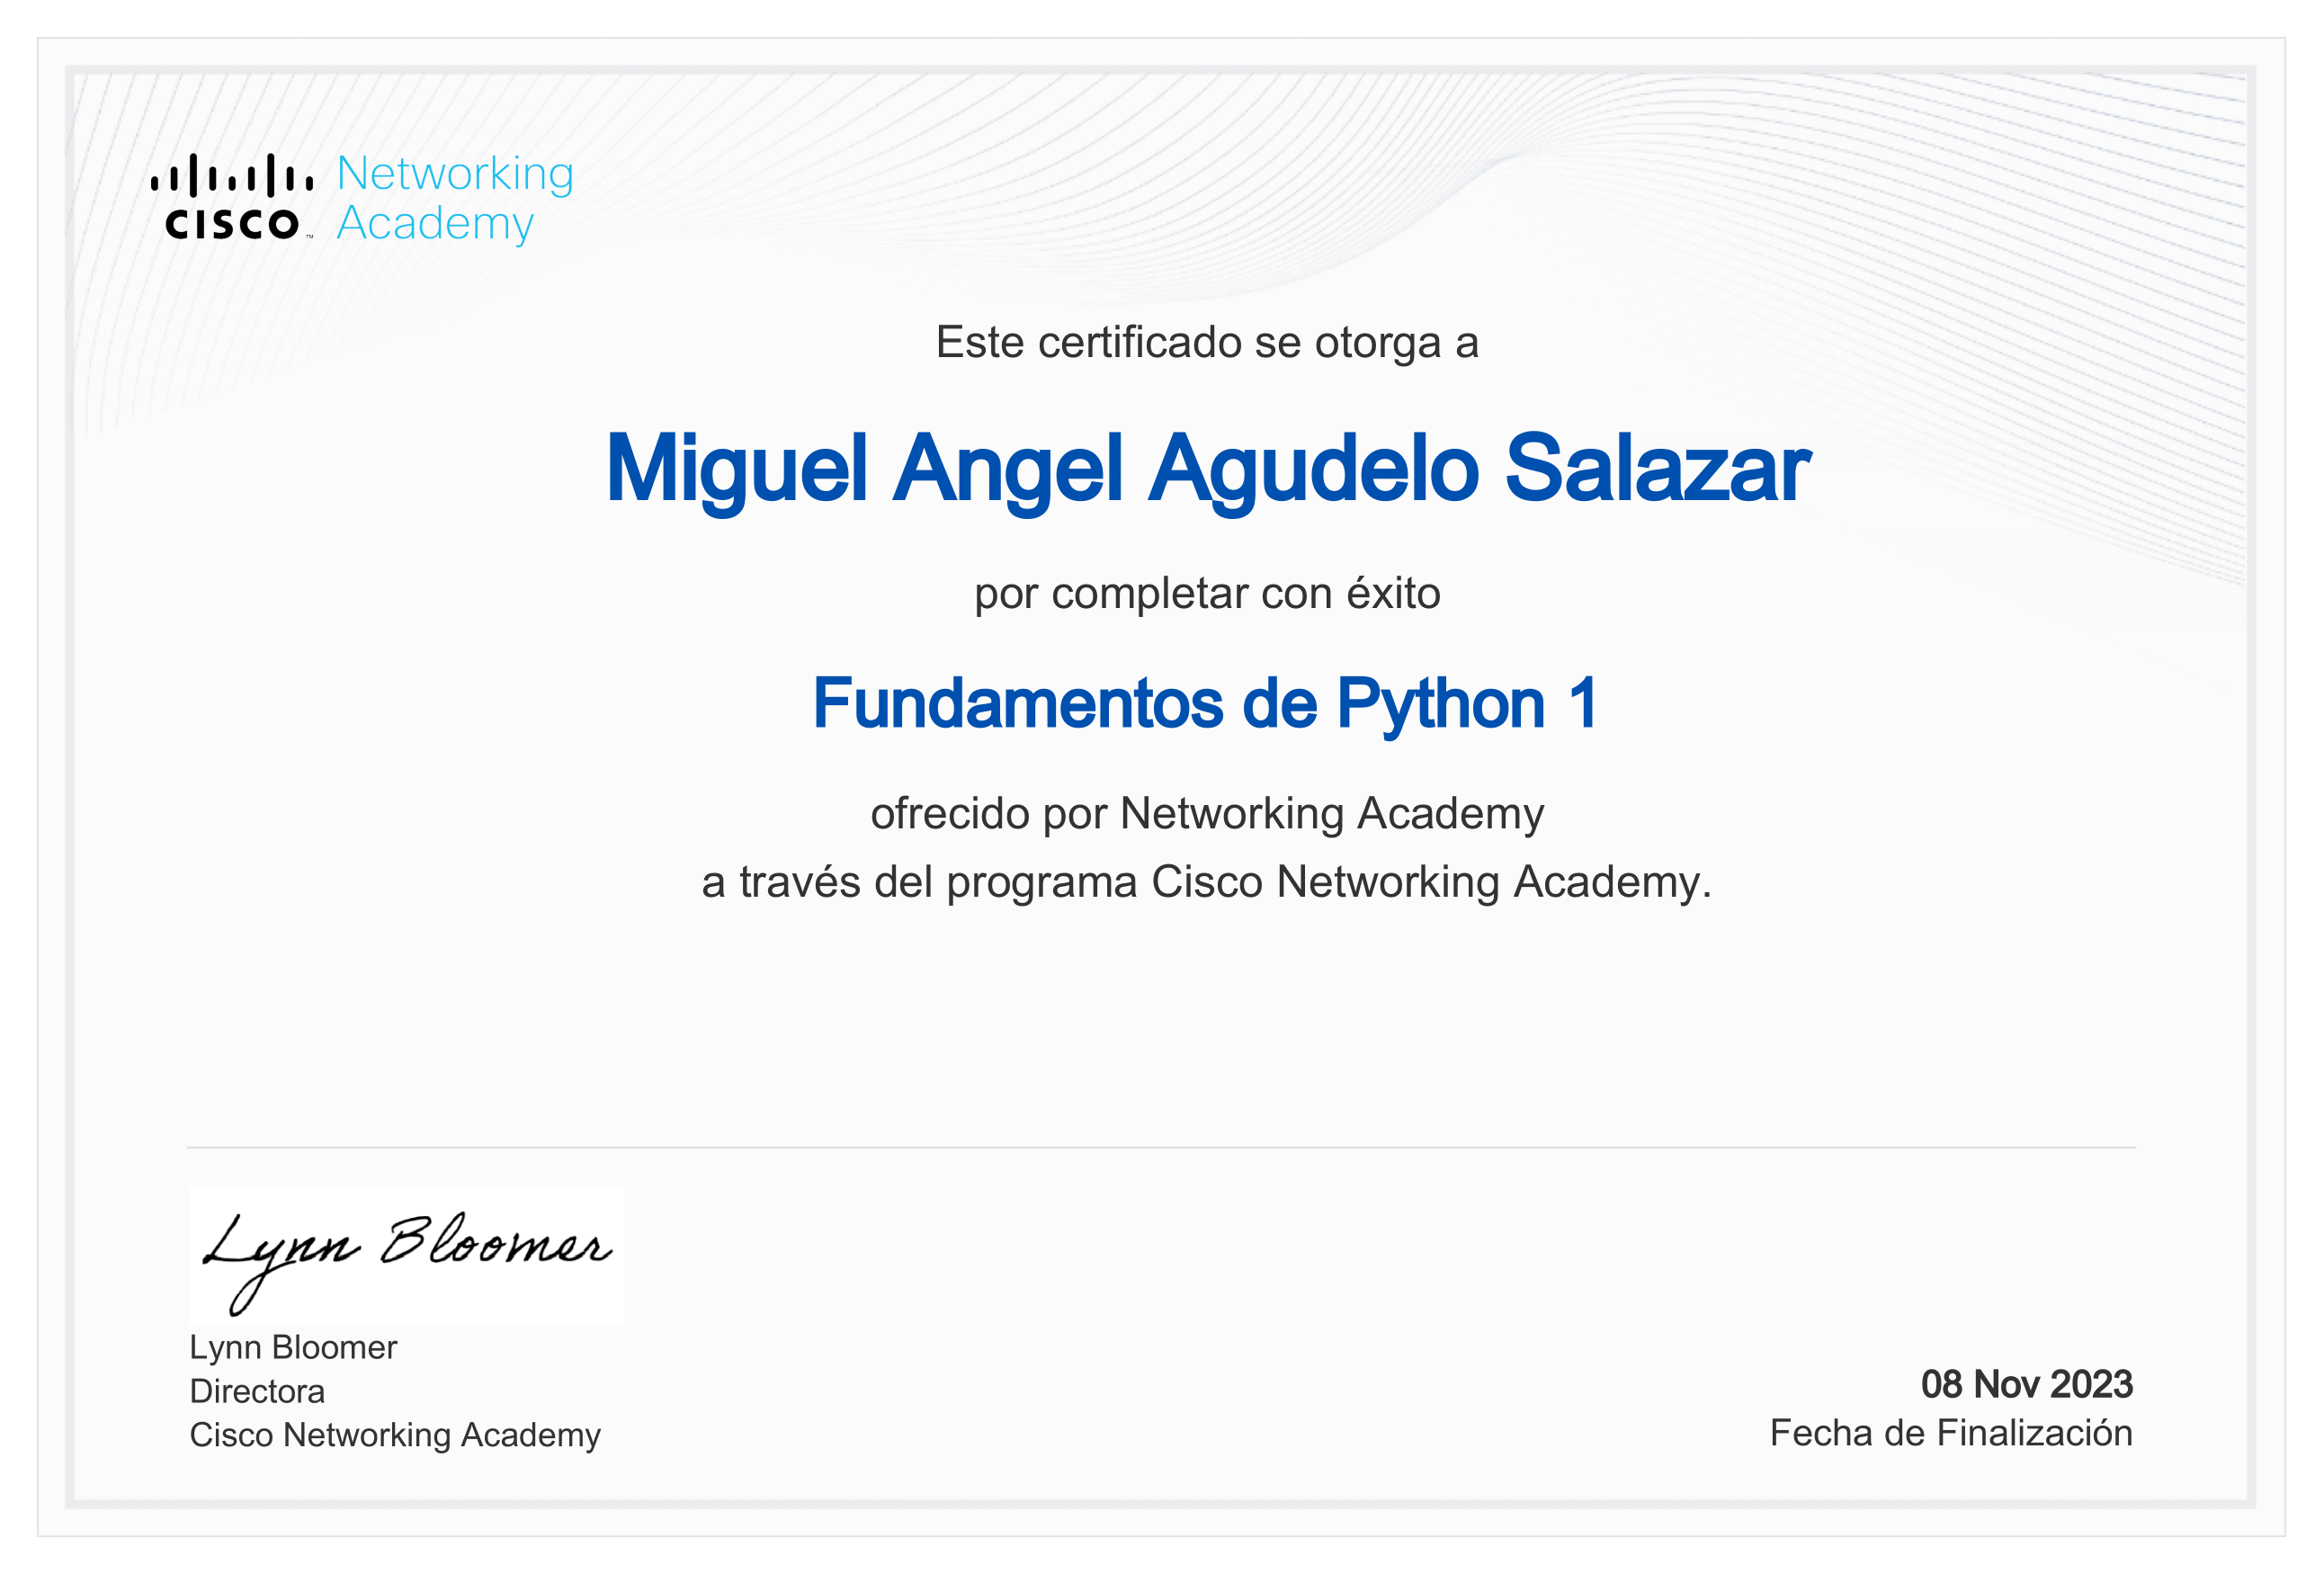 Networking
Academy
CISCO
Este certificado se otorga a
Miguel Angel Agudelo Salazar
por completar con éxito
Fundamentos de Python 1
ofrecido por Networking Academy
a través del programa Cisco Networking Academy.
Lynn Bloomer
Lynn Bloomer
Directora
Cisco Networking Academy
08 Nov 2023
Fecha de Finalización